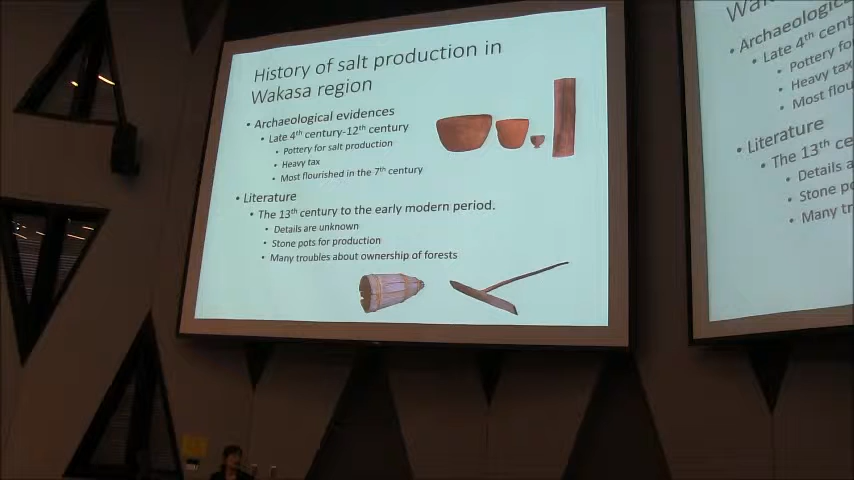 History of salt production in
Wakasa region
• Archaeological evidences
• Late 4th century-12th century
• Pottery for salt production
• Heavy tax
• Most flourished in the 7th century
• Literature
• The 13th century to the early modern period.
• Details are unknown
• Stone pots for production
• Many troubles about ownership of forests
• Archaeologica
• Late 4th cent
• Pottery fo
• Heavy tax
• Most flou
• Literature
• The 13th ce
• Details a
• Stone po
• Many tr